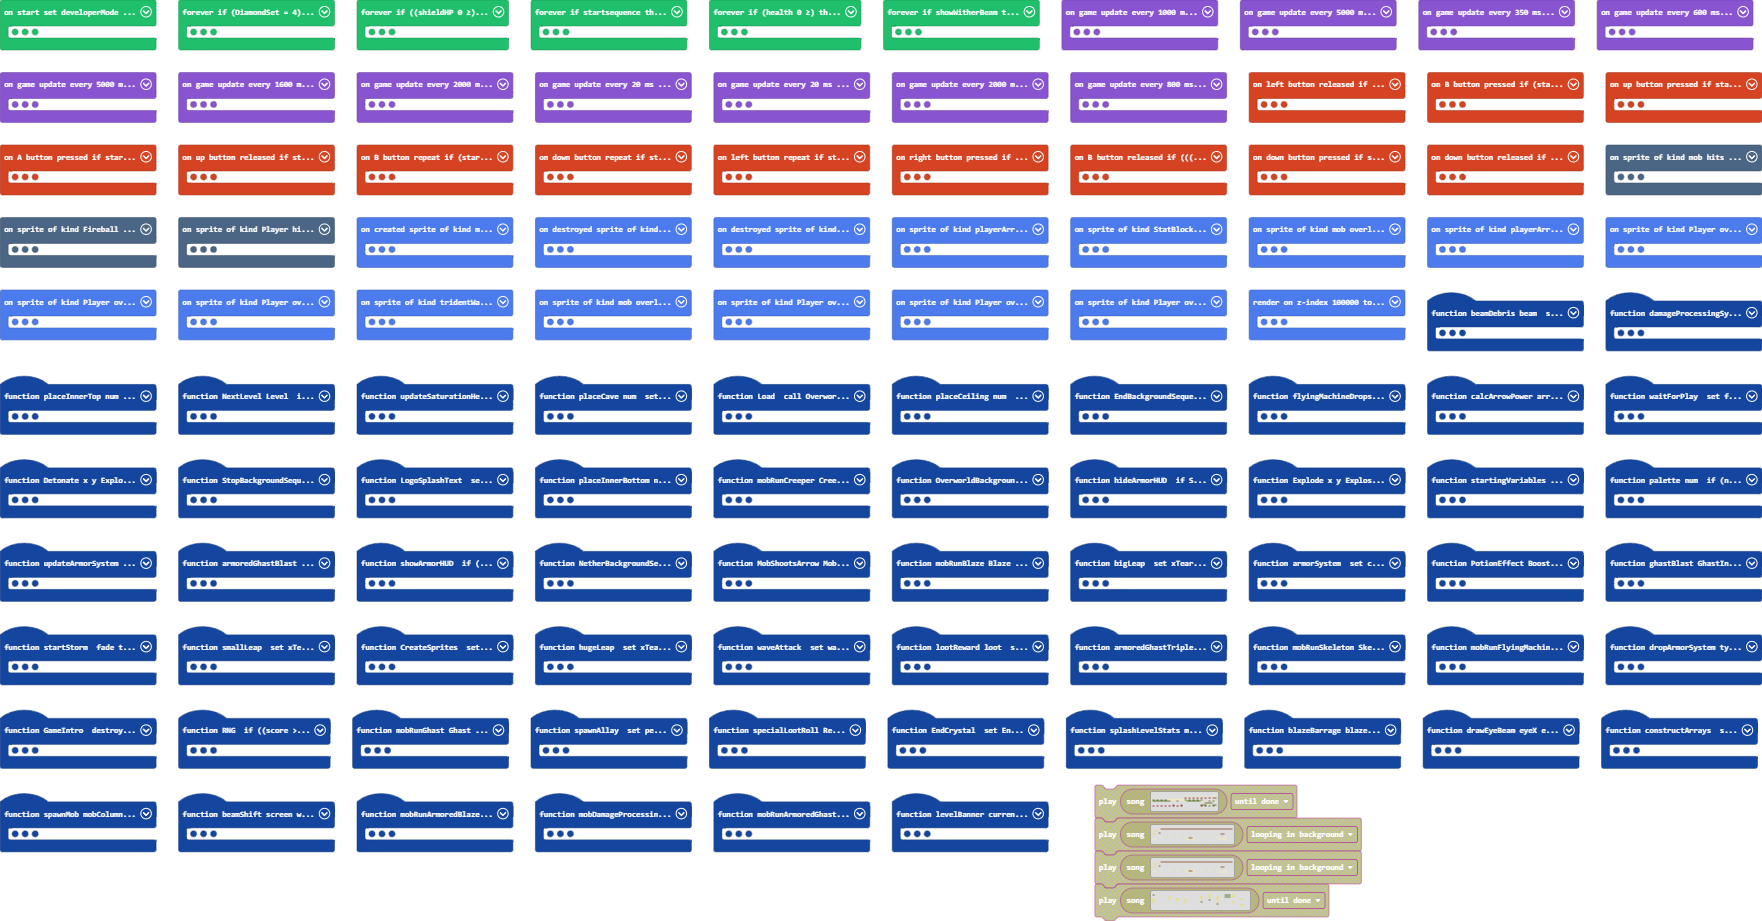 on start set developerMode ...
forever if (DiamondSet = 4)...
forever if ((shieldHP 0 ≥)...
forever if startsequence th...
forever if (health 0 ≥) th...
forever if showWitherBeam t...
on game update every 1000 m...
on game update every 5000 m...
on game update every 350 ms...
on game update every 600 ms...
on game update every 5000 m...
on game update every 1600 m...
on game update every 2000 m...
on game update every 20 ms ...
on game update every 20 ms ...
on game update every 2000 m...
on game update every 800 ms...
on left button released if ...
on B button pressed if (sta...
on up button pressed if sta...
on A button pressed if star...
on up button released if st...
on B button repeat if (star...
on down button repeat if st...
on left button repeat if st...
on right button pressed if ...
on B button released if (((...
on down button pressed if s...
on down button released if ...
on sprite of kind mob hits ...
on sprite of kind Fireball ...
on sprite of kind Player hi...
on created sprite of kind m...
on destroyed sprite of kind...
on destroyed sprite of kind...
on sprite of kind playerArr...
on sprite of kind StatBlock...
on sprite of kind mob overl...
on sprite of kind playerArr...
on sprite of kind Player ov...
on sprite of kind Player ov...
on sprite of kind Player ov...
on sprite of kind tridentWa...
on sprite of kind mob overl...
on sprite of kind Player ov...
on sprite of kind Player ov...
on sprite of kind Player ov...
render on z-index 100000 to...
function beamDebris beam s...
function damageProcessingSy...
function placeInnerTop num ...
function NextLevel Level i...
function updateSaturationHe...
function placeCave num set...
function Load call Overwor...
function placeCeiling num ...
function EndBackgroundSeque...
function flyingMachineDrops...
function calcArrowPower arr...
function waitForPlay set f...
function Detonate x y Explo...
function StopBackgroundSequ...
function LogoSplashText se...
function placeInnerBottom n...
function mobRunCreeper Cree...
function OverworldBackgroun...
function hideArmorHUD if S...
function Explode x y Explos...
function startingVariables ...
function palette num if (n...
function updateArmorSystem ...
function armoredGhastBlast ...
function showArmorHUD if (...
function NetherBackgroundSe...
function MobShootsArrow Mob...
function mobRunBlaze Blaze ...
function bigLeap set xTear...
function armorSystem set c...
function PotionEffect Boost...
function ghastBlast GhastIn...
function startStorm fade t...
function smallLeap set xTe...
function CreateSprites set...
function hugeLeap set xTea...
function waveAttack set wa...
function lootReward loot s...
function armoredGhastTriple...
function mobRunSkeleton Ske...
function mobRunFlyingMachin...
function dropArmorSystem ty...
function GameIntro destroy...
function RNG if ((score >...
function mobRunGhast Ghast ...
function spawnAllay set pe...
function specialLootRoll Re...
function EndCrystal set En...
function splashLevelStats m...
function blazeBarrage blaze...
function drawEyeBeam eyeX e...
function constructArrays s...
function spawnMob mobColumn...
function beamShift screen w...
function mobRunArmoredBlaze...
function mobDamageProcessin...
function mobRunArmoredGhast...
function levelBanner curren...
play song until done
play song looping in background
play song looping in background
play song until done